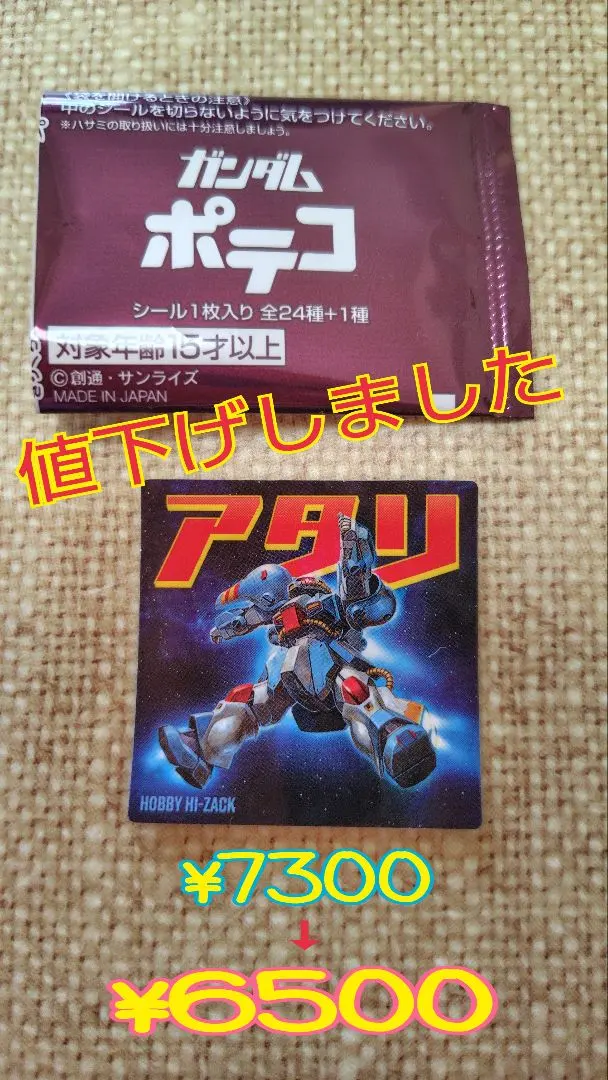 《袋を開けるときの注意》
中のシールを切らないように気をつけてください。
※ハサミの取り扱いには十分注意しましょう。
ガンダム
ポテコ
シール1枚入り 全24種+1種
対象年齢15才以上
©創通・サンライズ
MADE IN JAPAN
値下げしました
アタリ
HOBBY HI-ZACK
¥7300
¥6500